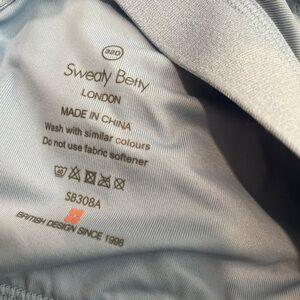 32D
Sweaty Betty
LONDON
MADE IN CHINA
Wash with similar colours
Do not use fabric softener
SB308A
BRITISH DESIGN SINCE 1998